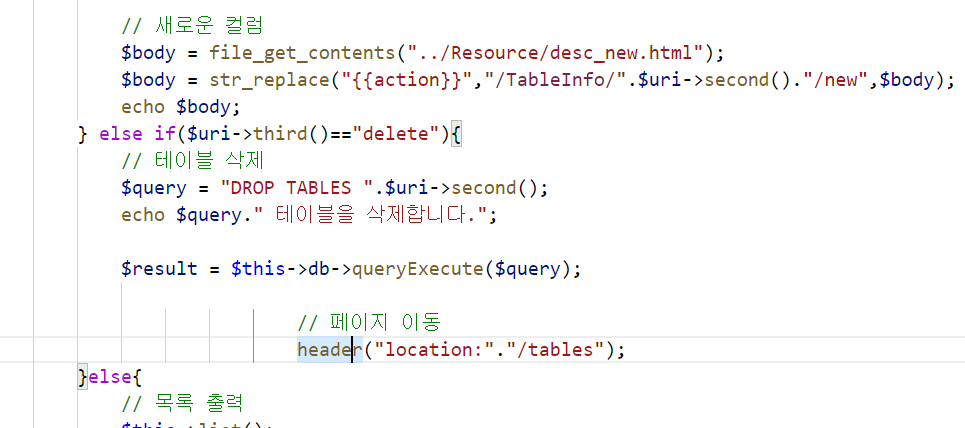 // 새로운 컬럼
$body = file_get_contents("../Resource/desc_new.html");
$body = str_replace("{{action}}","/TableInfo/".$uri->second()."/new",$body);
echo $body;
} else if($uri->third()=="delete"){
// 테이블 삭제
$query = "DROP TABLES ".$uri->second();
echo $query." 테이블을 삭제합니다.";
$result = $this->db->queryExecute($query);
// 페이지 이동
header("location:"."/tables");
}else{
// 목록 출력
$this->list();